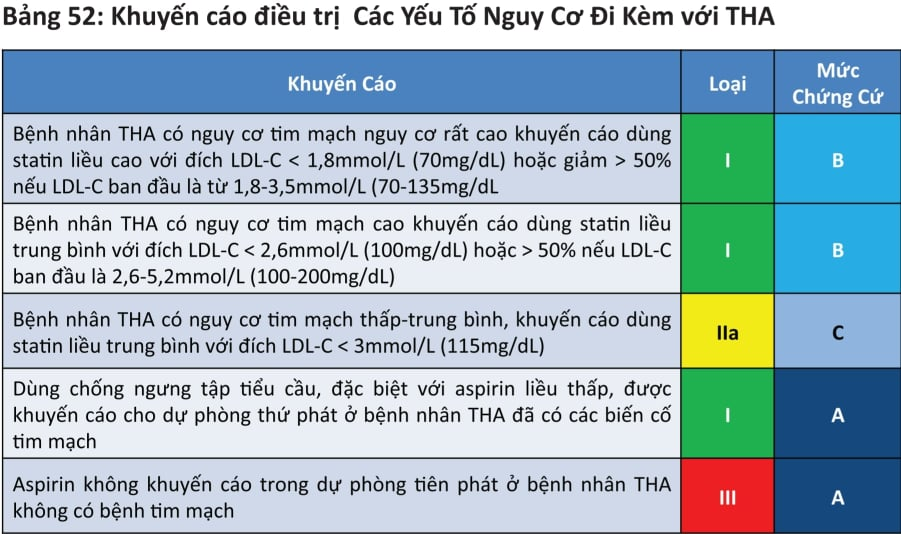 Bảng 52: Khuyến cáo điều trị Các Yếu Tố Nguy Cơ Đi Kèm với THA
Khuyến Cáo
Loại
Mức
Chứng Cứ
Bệnh nhân THA có nguy cơ tim mạch nguy cơ rất cao khuyến cáo dùng
statin liều cao với đích LDL-C < 1,8mmol/L (70mg/dL) hoặc giảm > 50%
nếu LDL-C ban đầu là từ 1,8-3,5mmol/L (70-135mg/dL
I
B
Bệnh nhân THA có nguy cơ tim mạch cao khuyến cáo dùng statin liều
trung bình với đích LDL-C < 2,6mmol/L (100mg/dL) hoặc > 50% nếu LDL-C
ban đầu là 2,6-5,2mmol/L (100-200mg/dL)
I
B
Bệnh nhân THA có nguy cơ tim mạch thấp-trung bình, khuyến cáo dùng
statin liều trung bình với đích LDL-C < 3mmol/L (115mg/dL)
IIa
C
Dùng chống ngưng tập tiểu cầu, đặc biệt với aspirin liều thấp, được
khuyến cáo cho dự phòng thứ phát ở bệnh nhân THA đã có các biến cố
tim mạch
I
A
Aspirin không khuyến cáo trong dự phòng tiên phát ở bệnh nhân THA
không có bệnh tim mạch
III
A